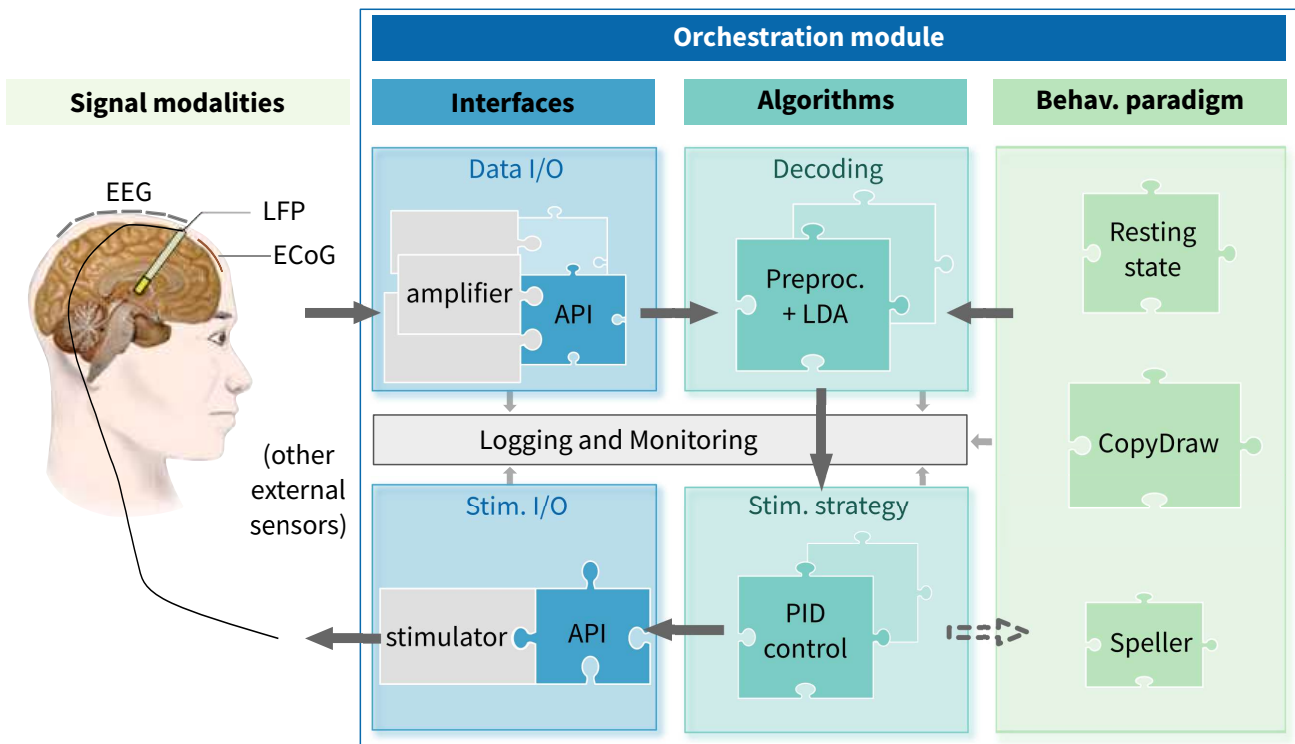 Orchestration module
Signal modalities
Interfaces
Algorithms
Behav. paradigm
EEG
LFP
ECoG
(other
external
sensors)
Data I/O
amplifier
API
Decoding
Preproc.
+ LDA
Logging and Monitoring
Stim. I/O
stimulator
API
Stim. strategy
PID
control
Resting
state
CopyDraw
Speller